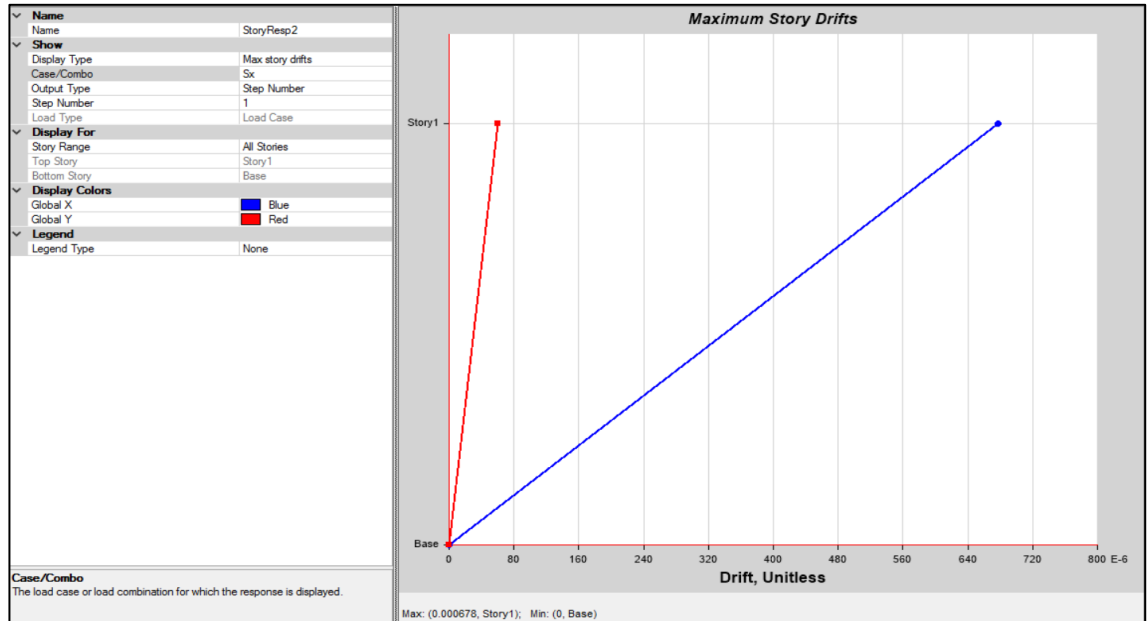 Name
Name StoryResp2
Show
Display Type Max story drifts
Case/Combo Sx
Output Type Step Number
Step Number 1
Load Type Load Case
Display For
Story Range All Stories
Top Story Story1
Bottom Story Base
Display Colors
Global X Blue
Global Y Red
Legend
Legend Type None
Case/Combo
The load case or load combination for which the response is displayed.
Maximum Story Drifts
Story1
Base
0 80 160 240 320 400 480 560 640 720 800 E-6
Drift, Unitless
Max: (0.000678, Story1); Min: (0, Base)